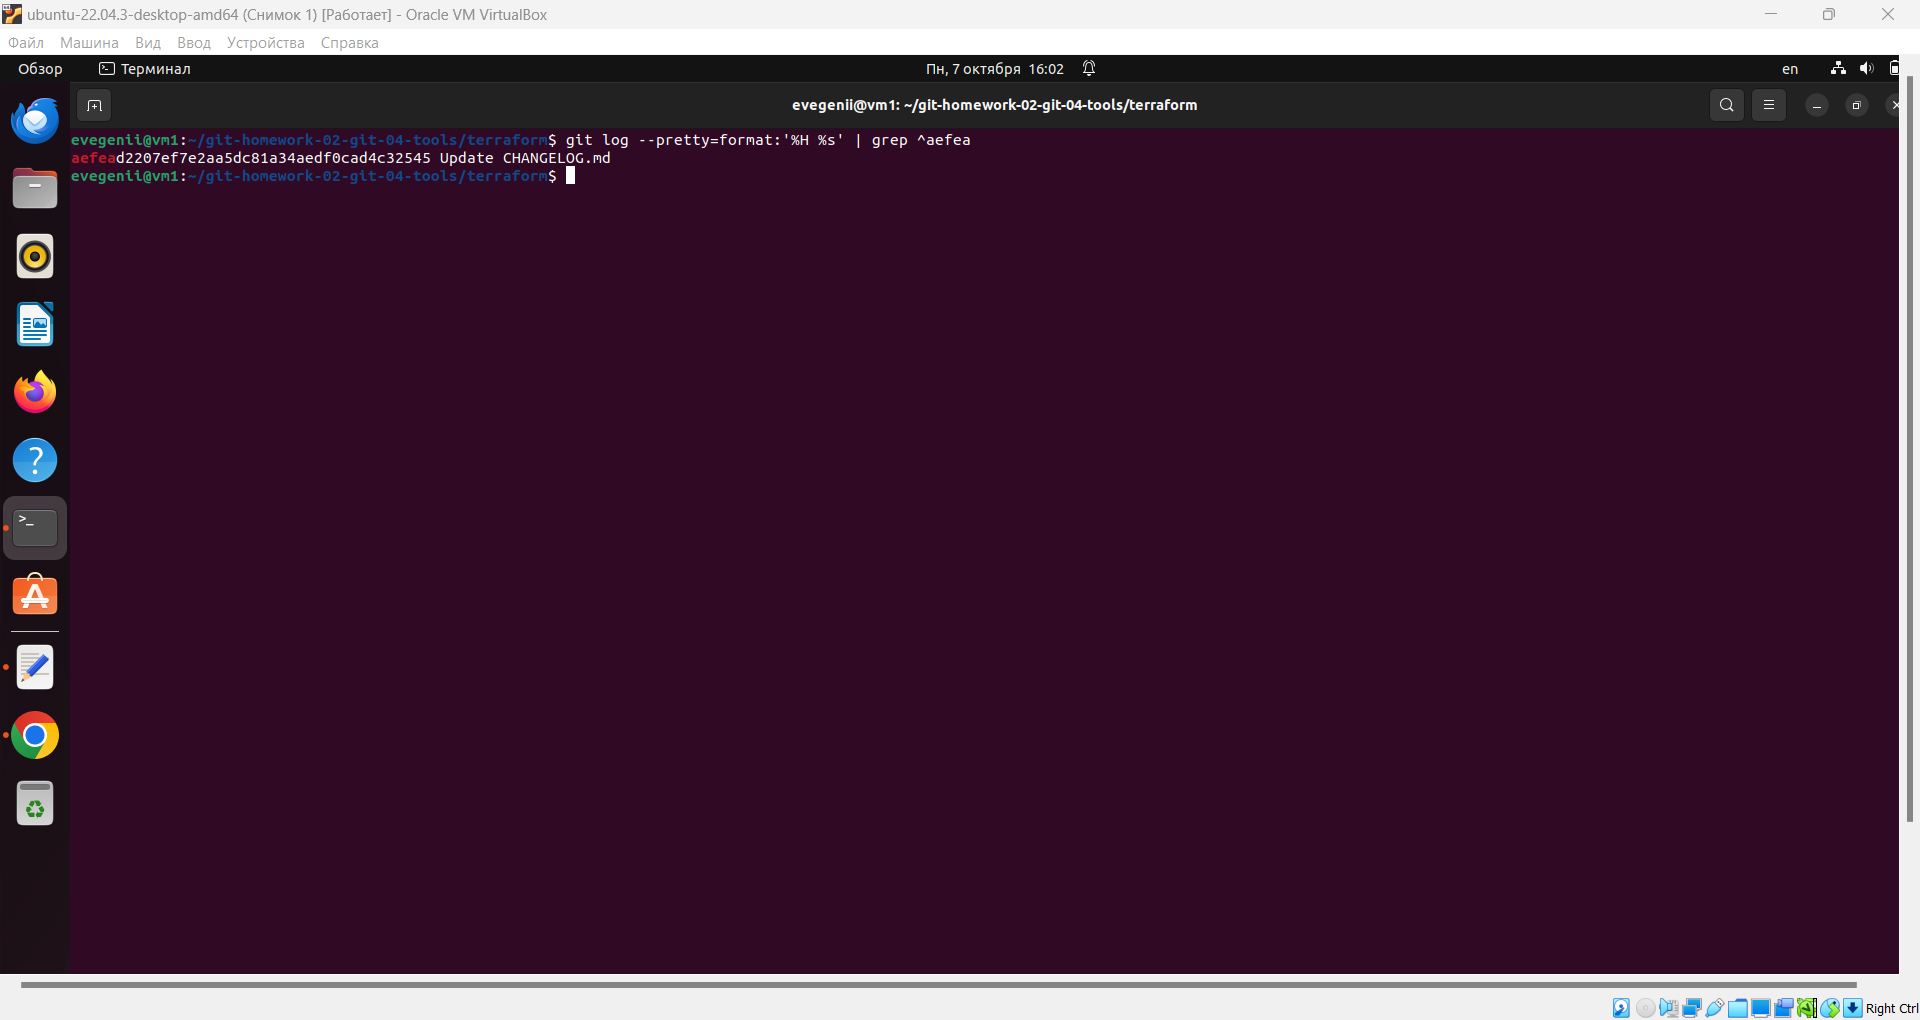 ubuntu-22.04.3-desktop-amd64 (Снимок 1) [Работает] - Oracle VM VirtualBox
Файл Машина Вид Ввод Устройства Справка
Обзор Терминал Пн, 7 октября 16:02 en
evegenii@vm1: ~/git-homework-02-git-04-tools/terraform
evegenii@vm1:~/git-homework-02-git-04-tools/terraform$ git log --pretty=format:'%H %s' | grep ^aefea
aefead2207ef7e2aa5dc81a34aedf0cad4c32545 Update CHANGELOG.md
evegenii@vm1:~/git-homework-02-git-04-tools/terraform$
Right Ctrl